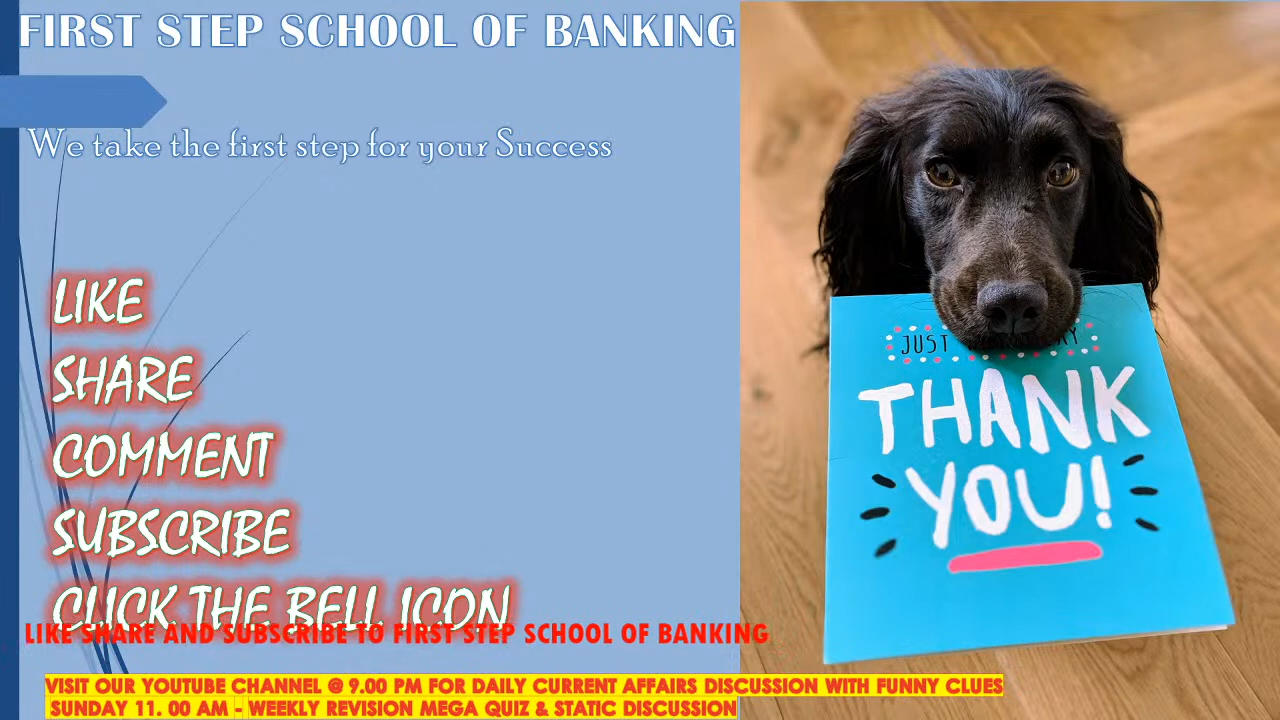 FIRST STEP SCHOOL OF BANKING
We take the first step for your Success
LIKE
SHARE
COMMENT
SUBSCRIBE
CLICK THE BELL ICON
LIKE SHARE AND SUBSCRIBE TO FIRST STEP SCHOOL OF BANKING
VISIT OUR YOUTUBE CHANNEL @ 9.00 PM FOR DAILY CURRENT AFFAIRS DISCUSSION WITH FUNNY CLUES
SUNDAY 11. 00 AM - WEEKLY REVISION MEGA QUIZ & STATIC DISCUSSION
JUST
THANK
YOU!